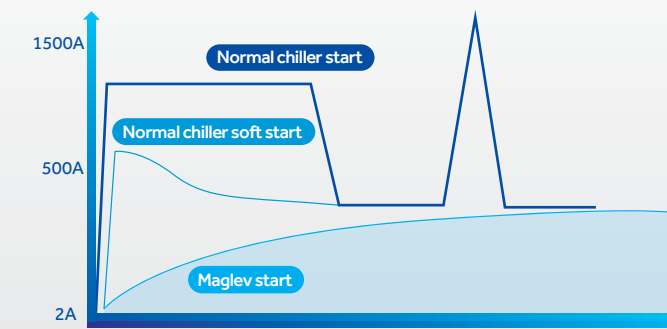 1500A
Normal chiller start
Normal chiller soft start
500A
Maglev start
2A